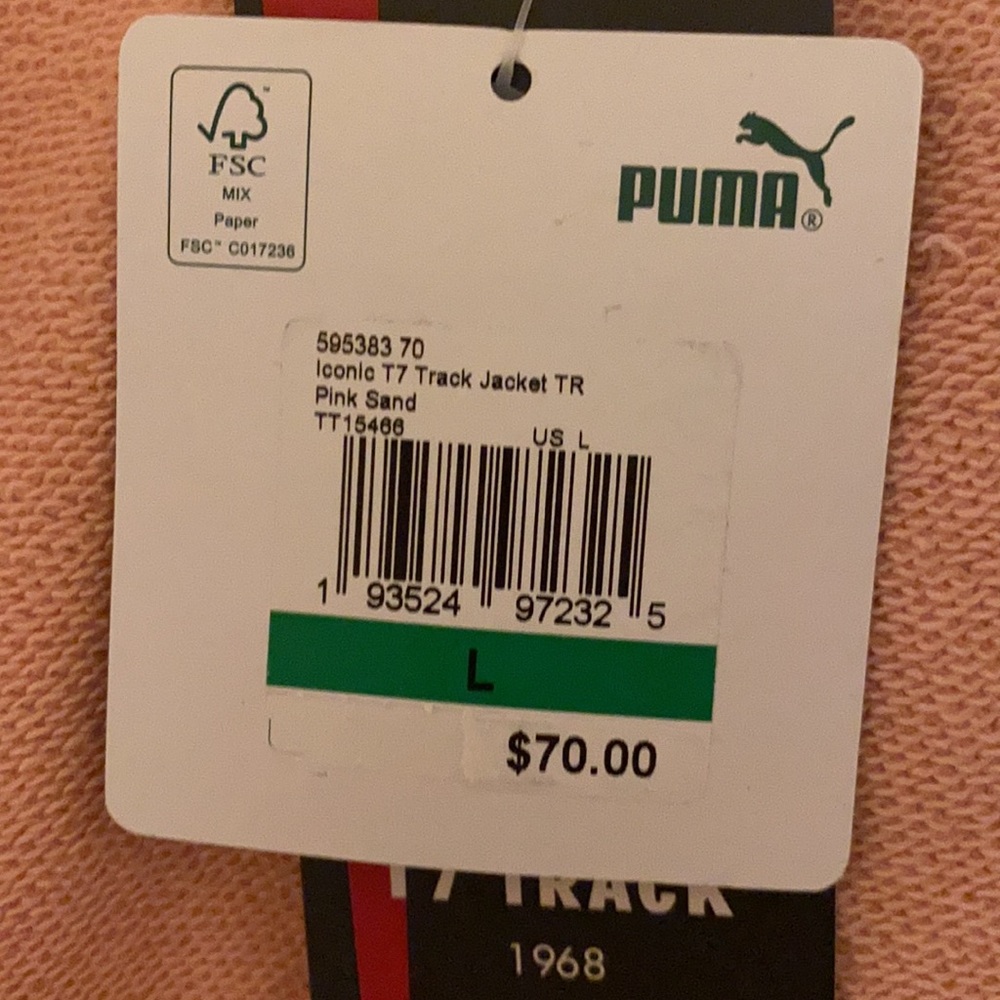 FSC
MIX
Paper
FSC™ C017236
PUMA®
595383 70
Iconic T7 Track Jacket TR
Pink Sand
TT15466
US L
1 93524 97232 5
L
$70.00
T7 TRACK
1968